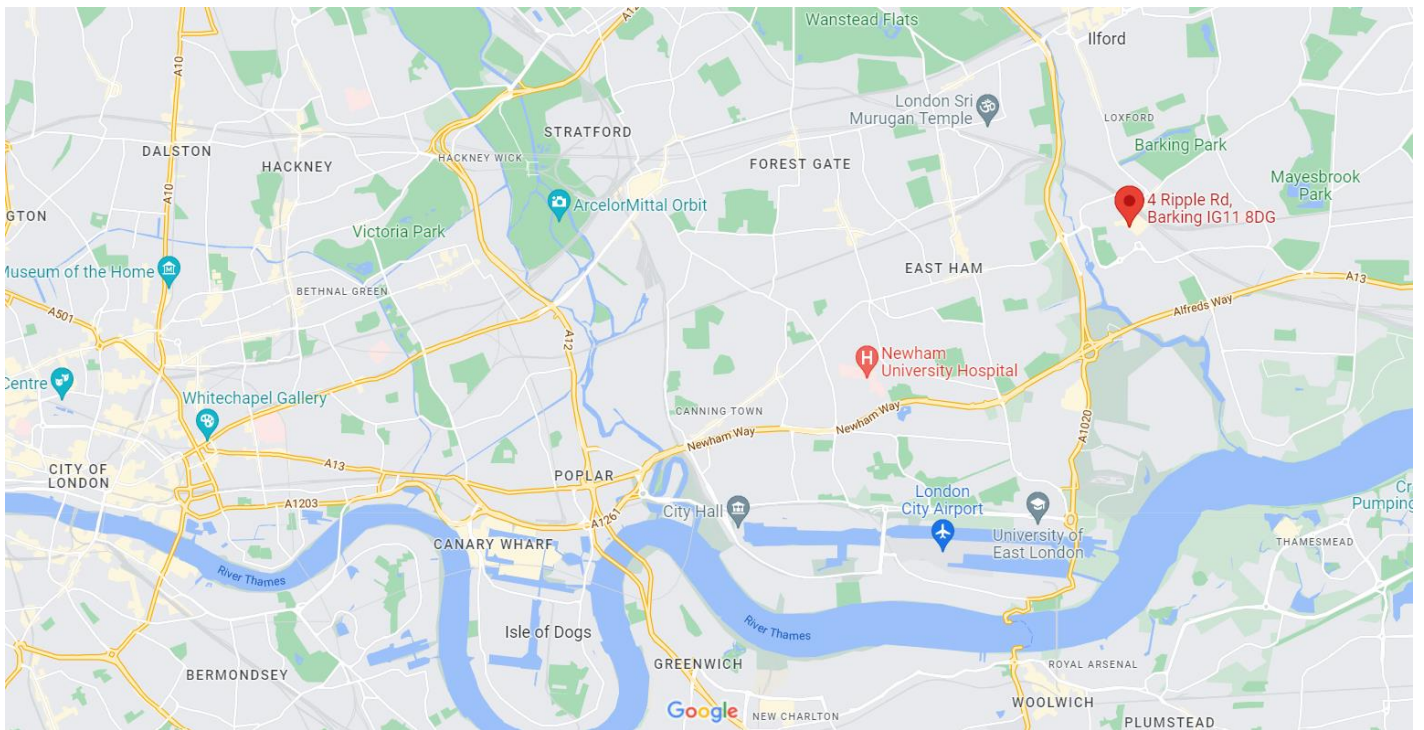 Wanstead Flats
Ilford
A12
A10
London Sri
Murugan Temple
LOXFORD
STRATFORD
Barking Park
DALSTON
HACKNEY
HACKNEY WICK
FOREST GATE
Mayesbrook
Park
A10
4 Ripple Rd,
Barking IG11 8DG
GTON
ArcelorMittal Orbit
Victoria Park
Museum of the Home
EAST HAM
A13
BETHNAL GREEN
Alfreds Way
A501
A12
Newham
University Hospital
Centre
Whitechapel Gallery
CANNING TOWN
Newham Way
Newham Way
A1020
CITY OF
LONDON
A13
POPLAR
A1203
London
City Airport
City Hall
A1261
University of
East London
Cr
Pumping
CANARY WHARF
THAMESMEAD
River Thames
Isle of Dogs
River Thames
GREENWICH
ROYAL ARSENAL
BERMONDSEY
Google
NEW CHARLTON
WOOLWICH
PLUMSTEAD